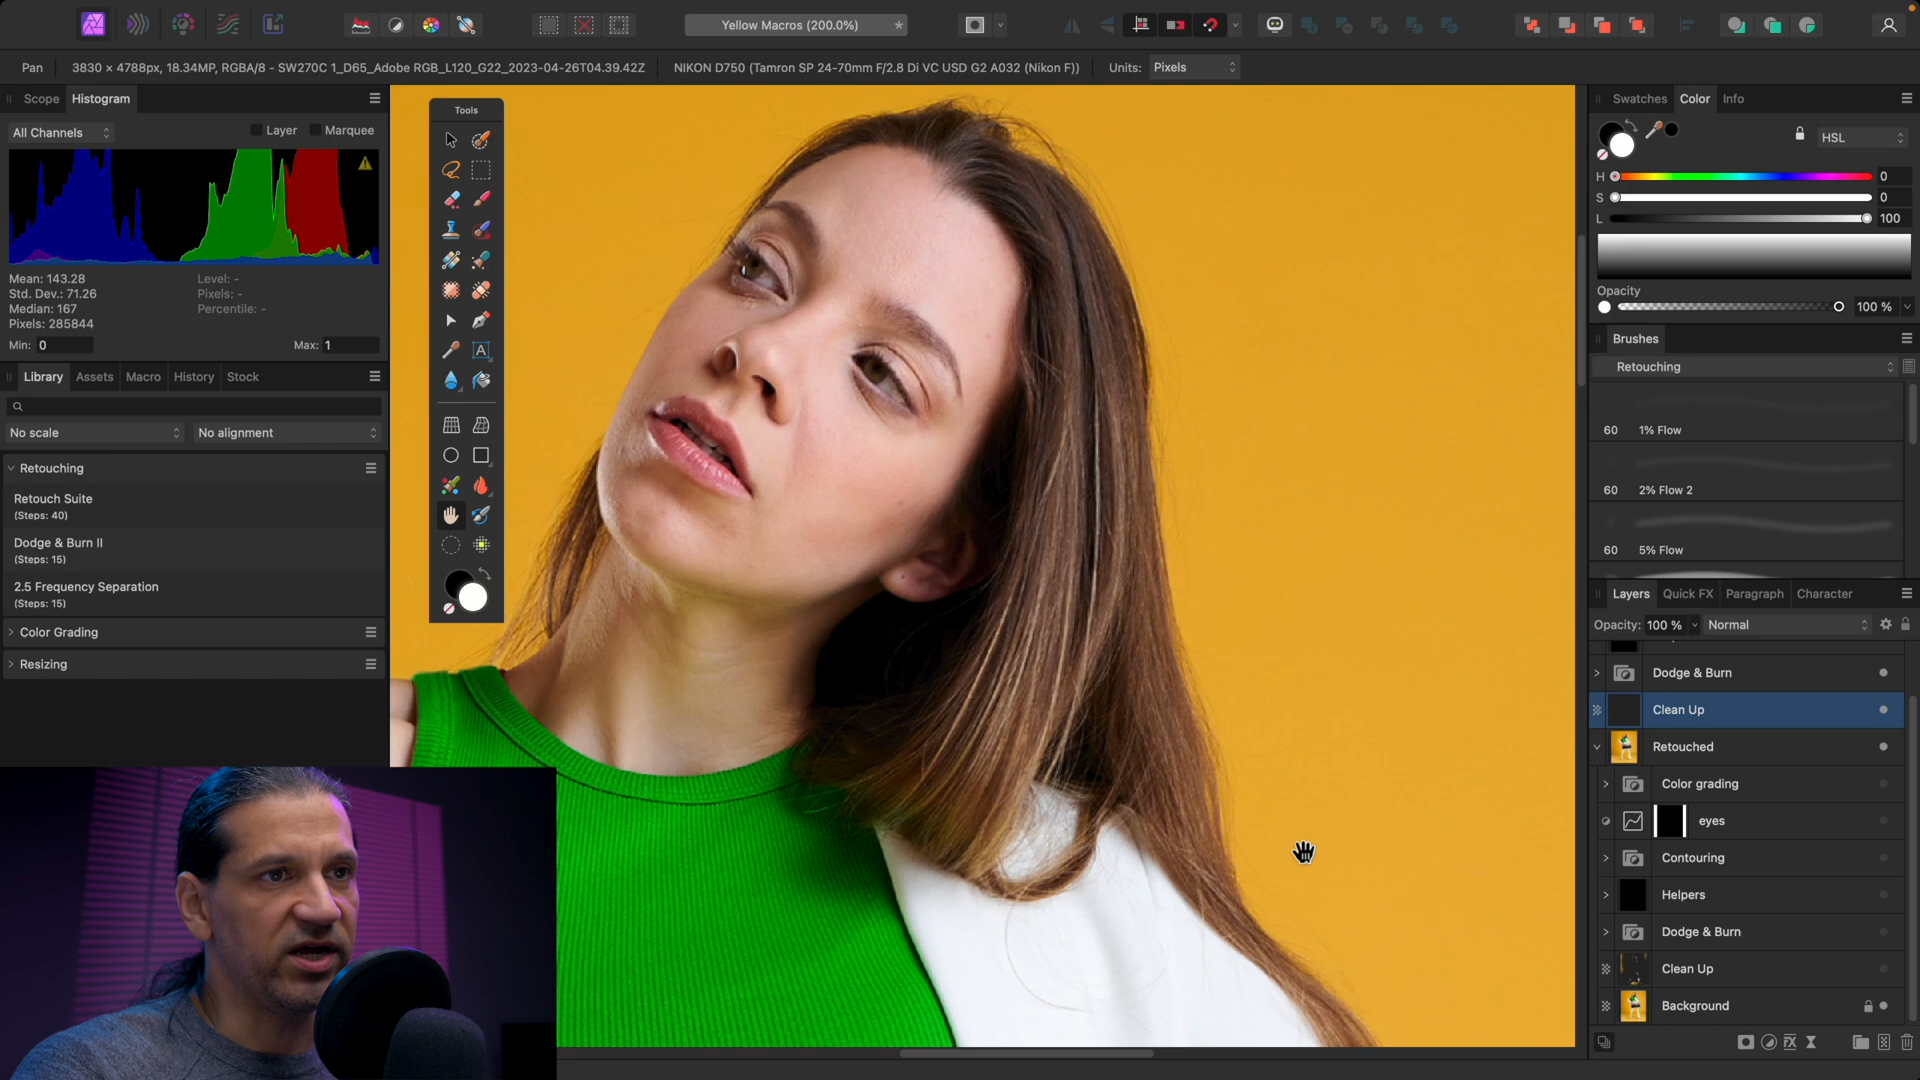 Yellow Macros (200.0%)
*
Pan
3830 × 4788px, 18.34MP, RGBA/8 - SW270C 1_D65_Adobe RGB_L120_G22_2023-04-26T04.39.42Z
NIKON D750 (Tamron SP 24-70mm F/2.8 Di VC USD G2 A032 (Nikon F))
Units: Pixels
Scope Histogram
All Channels Layer Marquee
Mean: 143.28 Level: -
Std. Dev.: 71.26 Pixels: -
Median: 167 Percentile: -
Pixels: 285844
Min: 0 Max: 1
Library Assets Macro History Stock
No scale No alignment
Retouching
Retouch Suite
(Steps: 40)
Dodge & Burn II
(Steps: 15)
2.5 Frequency Separation
(Steps: 15)
Color Grading
Resizing
Tools
A
Swatches Color Info
HSL
H 0
S 0
L 100
Opacity
100 %
Brushes
Retouching
60 1% Flow
60 2% Flow 2
60 5% Flow
Layers Quick FX Paragraph Character
Opacity: 100 % Normal
Dodge & Burn
Clean Up
Retouched
Color grading
eyes
Contouring
Helpers
Dodge & Burn
Clean Up
Background